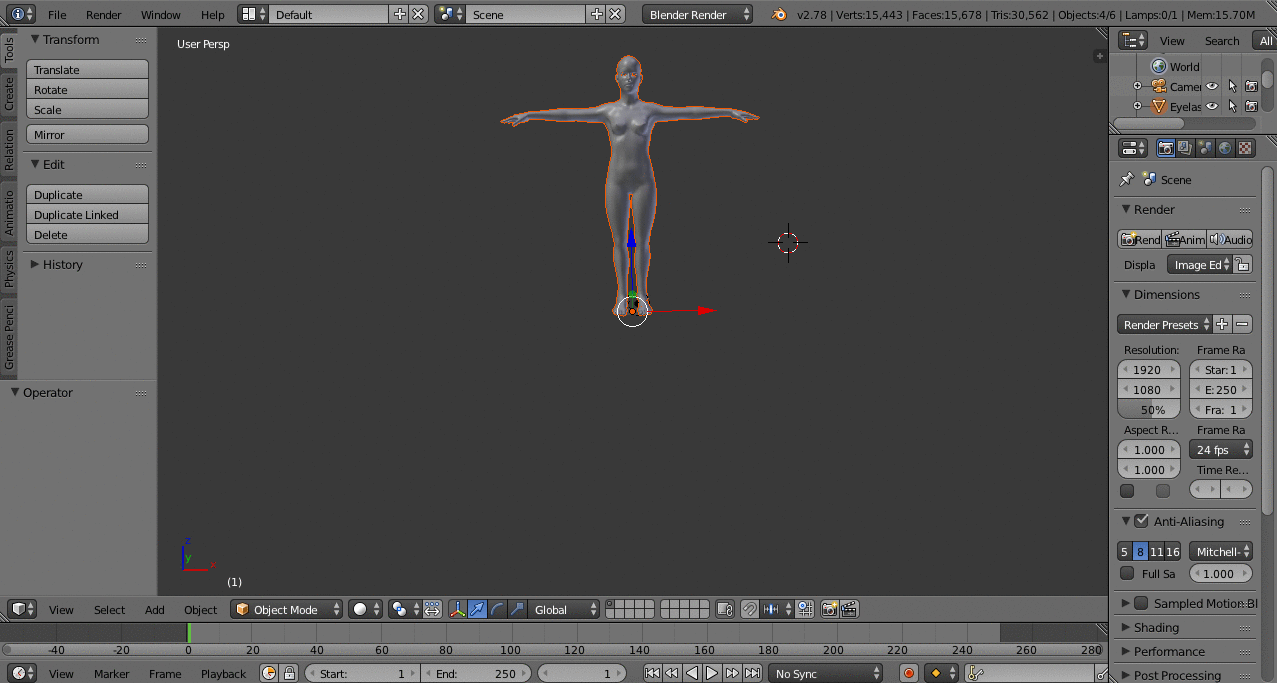 File Render Window Help Default Scene Blender Render v2.78 | Verts:15,443 | Faces:15,678 | Tris:30,562 | Objects:4/6 | Lamps:0/1 | Mem:15.70M
Tools
Create
Relation
Animatio
Physics
Grease Penci
Transform
Translate
Rotate
Scale
Mirror
Edit
Duplicate
Duplicate Linked
Delete
History
Operator
User Persp
z
y
x
(1)
View Select Add Object Object Mode Global
-40 -20 0 20 40 60 80 100 120 140 160 180 200 220 240 260 280
View Marker Frame Playback Start: 1 End: 250 1 No Sync
View Search All
World
Camer
Eyelas
Scene
Render
Rend Anim Audio
Displa Image Ed
Dimensions
Render Presets
Resolution: Frame Ra
1920 Star: 1
1080 E: 250
50% Fra: 1
Aspect R... Frame Ra
1.000 24 fps
1.000 Time Re...
Anti-Aliasing
5 8 11 16 Mitchell-
Full Sa 1.000
Sampled Motion Bl
Shading
Performance
Post Processing